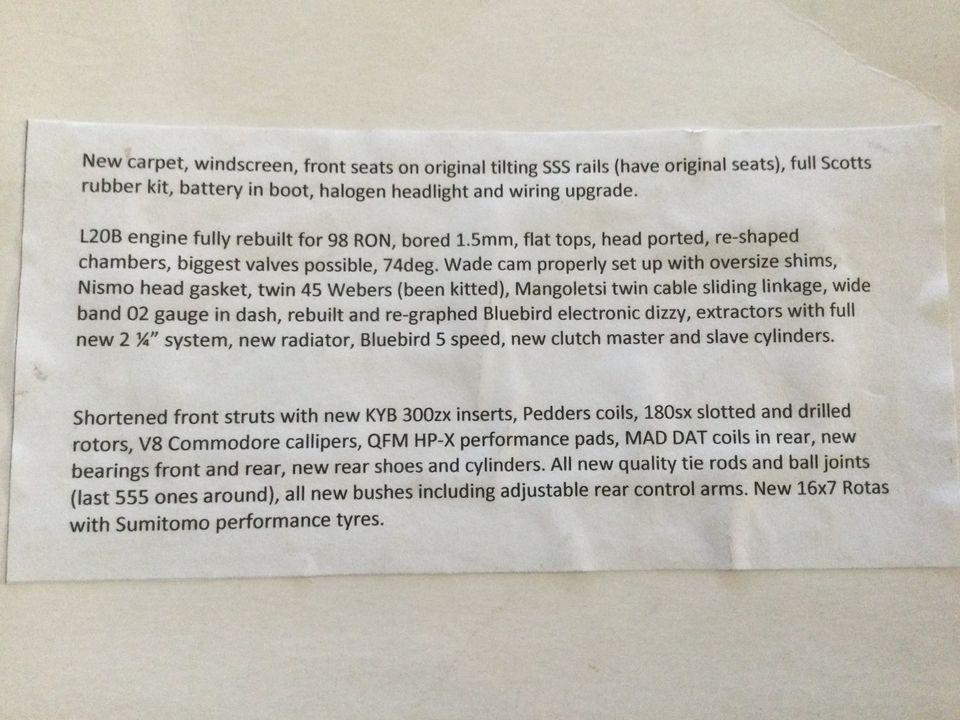 New carpet, windscreen, front seats on original tilting SSS rails (have original seats), full Scotts
rubber kit, battery in boot, halogen headlight and wiring upgrade.
L20B engine fully rebuilt for 98 RON, bored 1.5mm, flat tops, head ported, re-shaped
chambers, biggest valves possible, 74deg. Wade cam properly set up with oversize shims,
Nismo head gasket, twin 45 Webers (been kitted), Mangoletsi twin cable sliding linkage, wide
band 02 gauge in dash, rebuilt and re-graphed Bluebird electronic dizzy, extractors with full
new 2 ¼” system, new radiator, Bluebird 5 speed, new clutch master and slave cylinders.
Shortened front struts with new KYB 300zx inserts, Pedders coils, 180sx slotted and drilled
rotors, V8 Commodore callipers, QFM HP-X performance pads, MAD DAT coils in rear, new
bearings front and rear, new rear shoes and cylinders. All new quality tie rods and ball joints
(last 555 ones around), all new bushes including adjustable rear control arms. New 16x7 Rotas
with Sumitomo performance tyres.